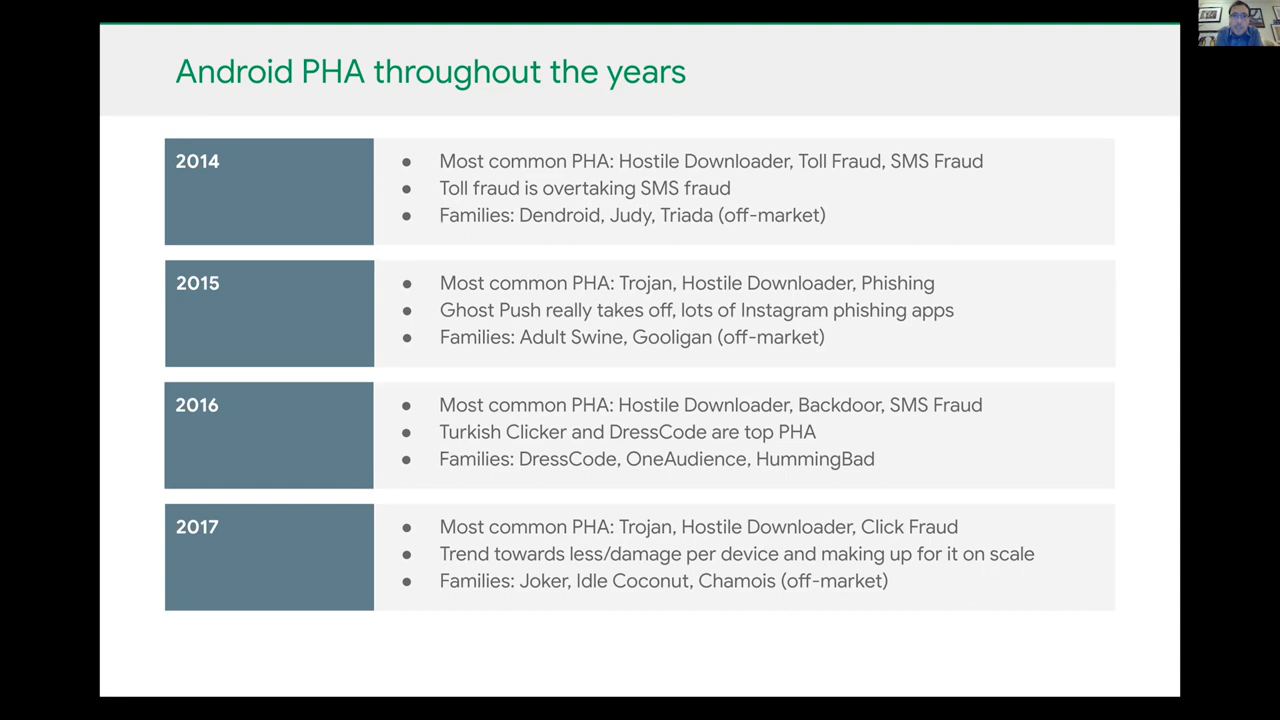 Android PHA throughout the years
2014
● Most common PHA: Hostile Downloader, Toll Fraud, SMS Fraud
● Toll fraud is overtaking SMS fraud
● Families: Dendroid, Judy, Triada (off-market)
2015
● Most common PHA: Trojan, Hostile Downloader, Phishing
● Ghost Push really takes off, lots of Instagram phishing apps
● Families: Adult Swine, Gooligan (off-market)
2016
● Most common PHA: Hostile Downloader, Backdoor, SMS Fraud
● Turkish Clicker and DressCode are top PHA
● Families: DressCode, OneAudience, HummingBad
2017
● Most common PHA: Trojan, Hostile Downloader, Click Fraud
● Trend towards less/damage per device and making up for it on scale
● Families: Joker, Idle Coconut, Chamois (off-market)